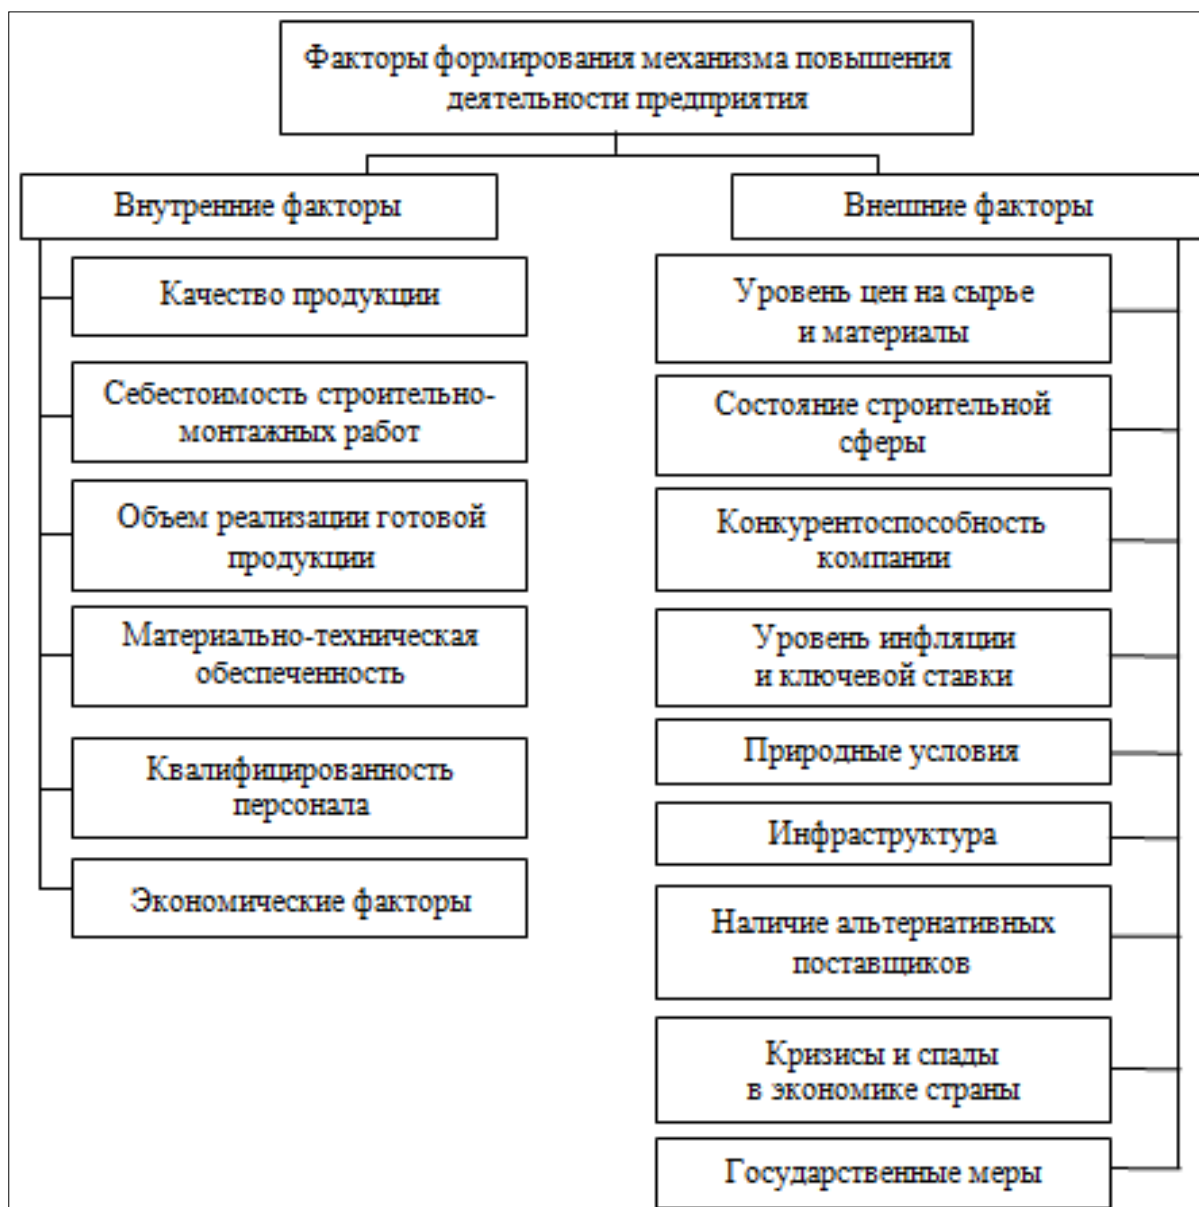 Факторы формирования механизма повышения
деятельности предприятия
Внутренние факторы
Качество продукции
Себестоимость строительно-
монтажных работ
Объем реализации готовой
продукции
Материально-техническая
обеспеченность
Квалифицированность
персонала
Экономические факторы
Внешние факторы
Уровень цен на сырье
и материалы
Состояние строительной
сферы
Конкурентоспособность
компании
Уровень инфляции
и ключевой ставки
Природные условия
Инфраструктура
Наличие альтернативных
поставщиков
Кризисы и спады
в экономике страны
Государственные меры